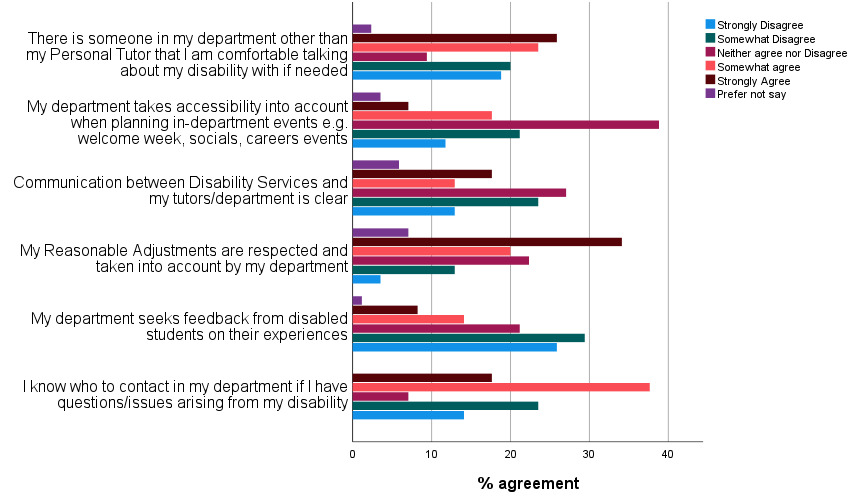 There is someone in my department other than
my Personal Tutor that I am comfortable talking
about my disability with if needed
My department takes accessibility into account
when planning in-department events e.g.
welcome week, socials, careers events
Communication between Disability Services and
my tutors/department is clear
My Reasonable Adjustments are respected and
taken into account by my department
My department seeks feedback from disabled
students on their experiences
I know who to contact in my department if I have
questions/issues arising from my disability
0 10 20 30 40
% agreement
Strongly Disagree
Somewhat Disagree
Neither agree nor Disagree
Somewhat agree
Strongly Agree
Prefer not say